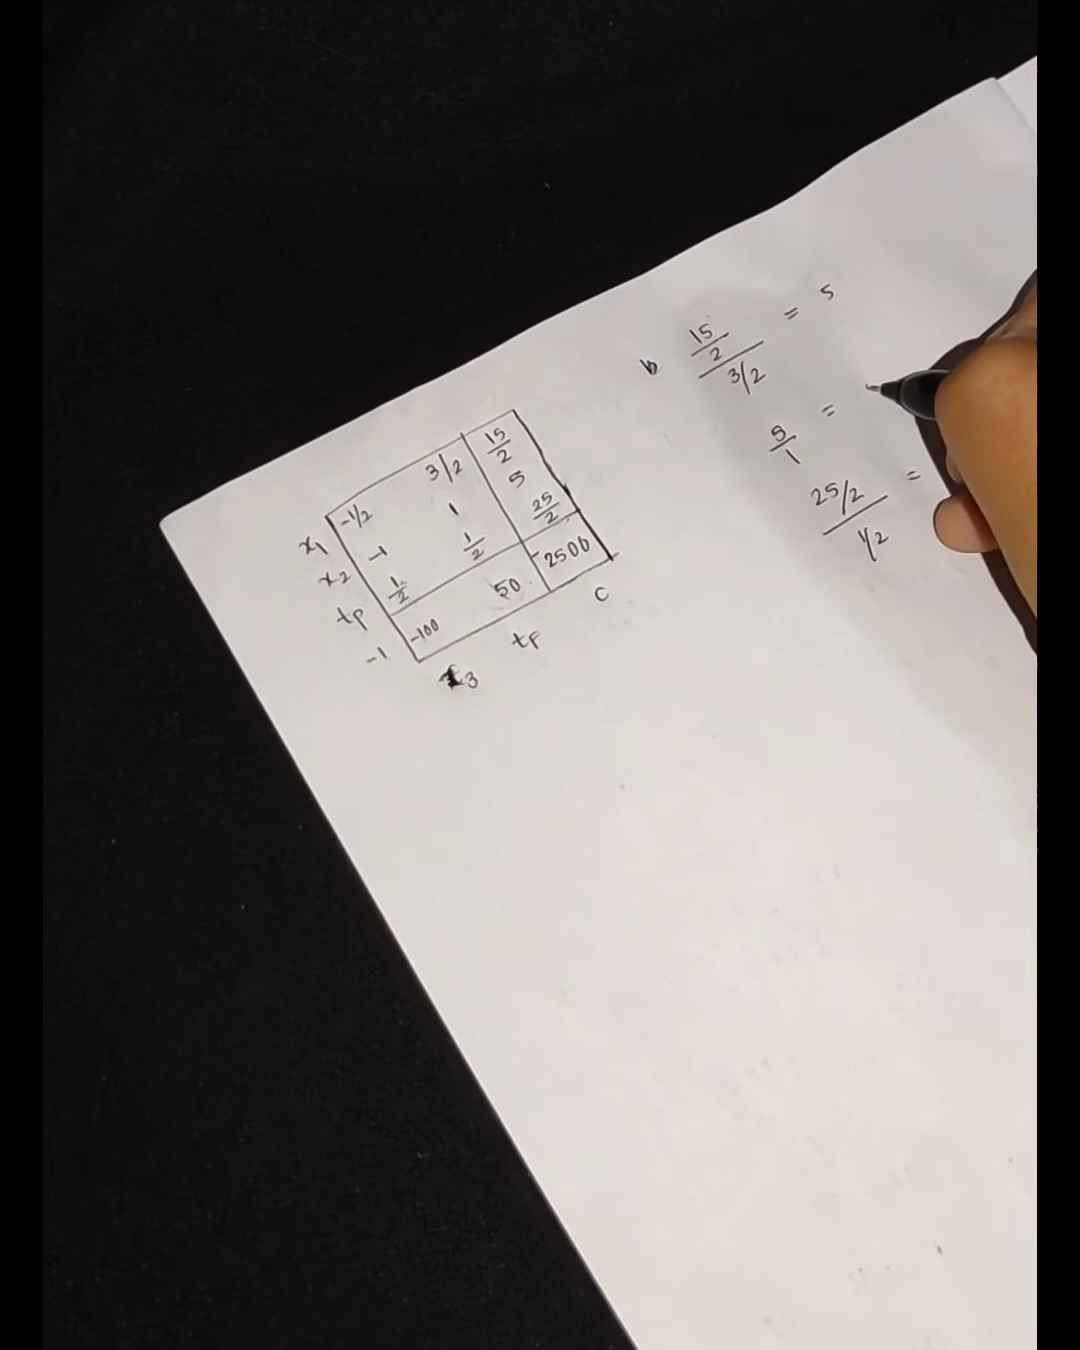 x₁ -1/2 3/2 15/2
x₂ -1 1 5
tP 1/2 1/2 25/2
-1 -100 50 -2500
x₃ tF C
15/2 / 3/2 = 5
5/1 =
25/2 / 1/2 =